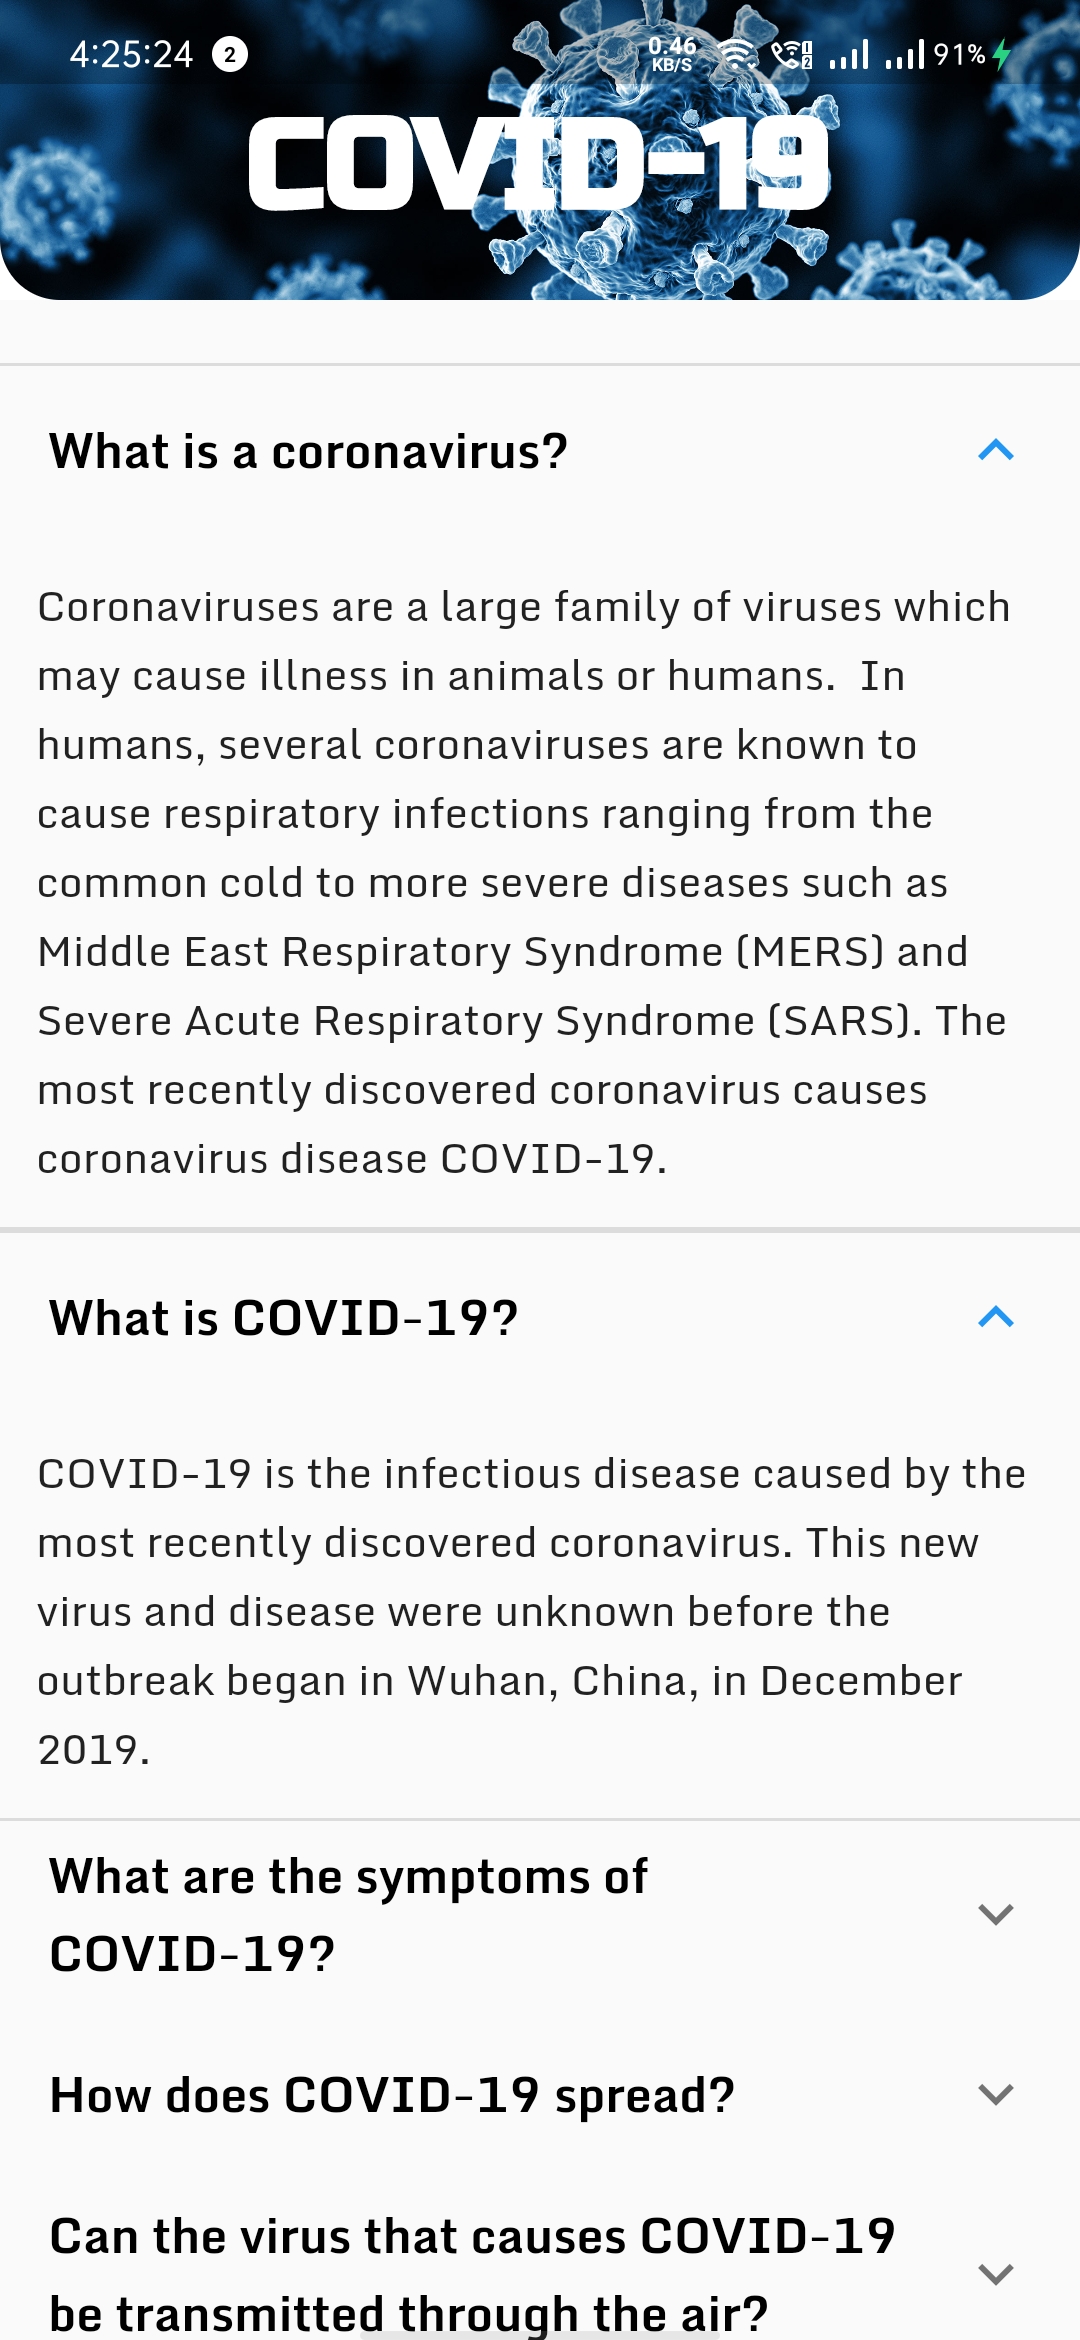 4:25:24 2 0.46 KB/S 1 2 91%
COVID-19
What is a coronavirus?
Coronaviruses are a large family of viruses which
may cause illness in animals or humans.  In
humans, several coronaviruses are known to
cause respiratory infections ranging from the
common cold to more severe diseases such as
Middle East Respiratory Syndrome (MERS) and
Severe Acute Respiratory Syndrome (SARS). The
most recently discovered coronavirus causes
coronavirus disease COVID-19.
What is COVID-19?
COVID-19 is the infectious disease caused by the
most recently discovered coronavirus. This new
virus and disease were unknown before the
outbreak began in Wuhan, China, in December
2019.
What are the symptoms of
COVID-19?
How does COVID-19 spread?
Can the virus that causes COVID-19
be transmitted through the air?